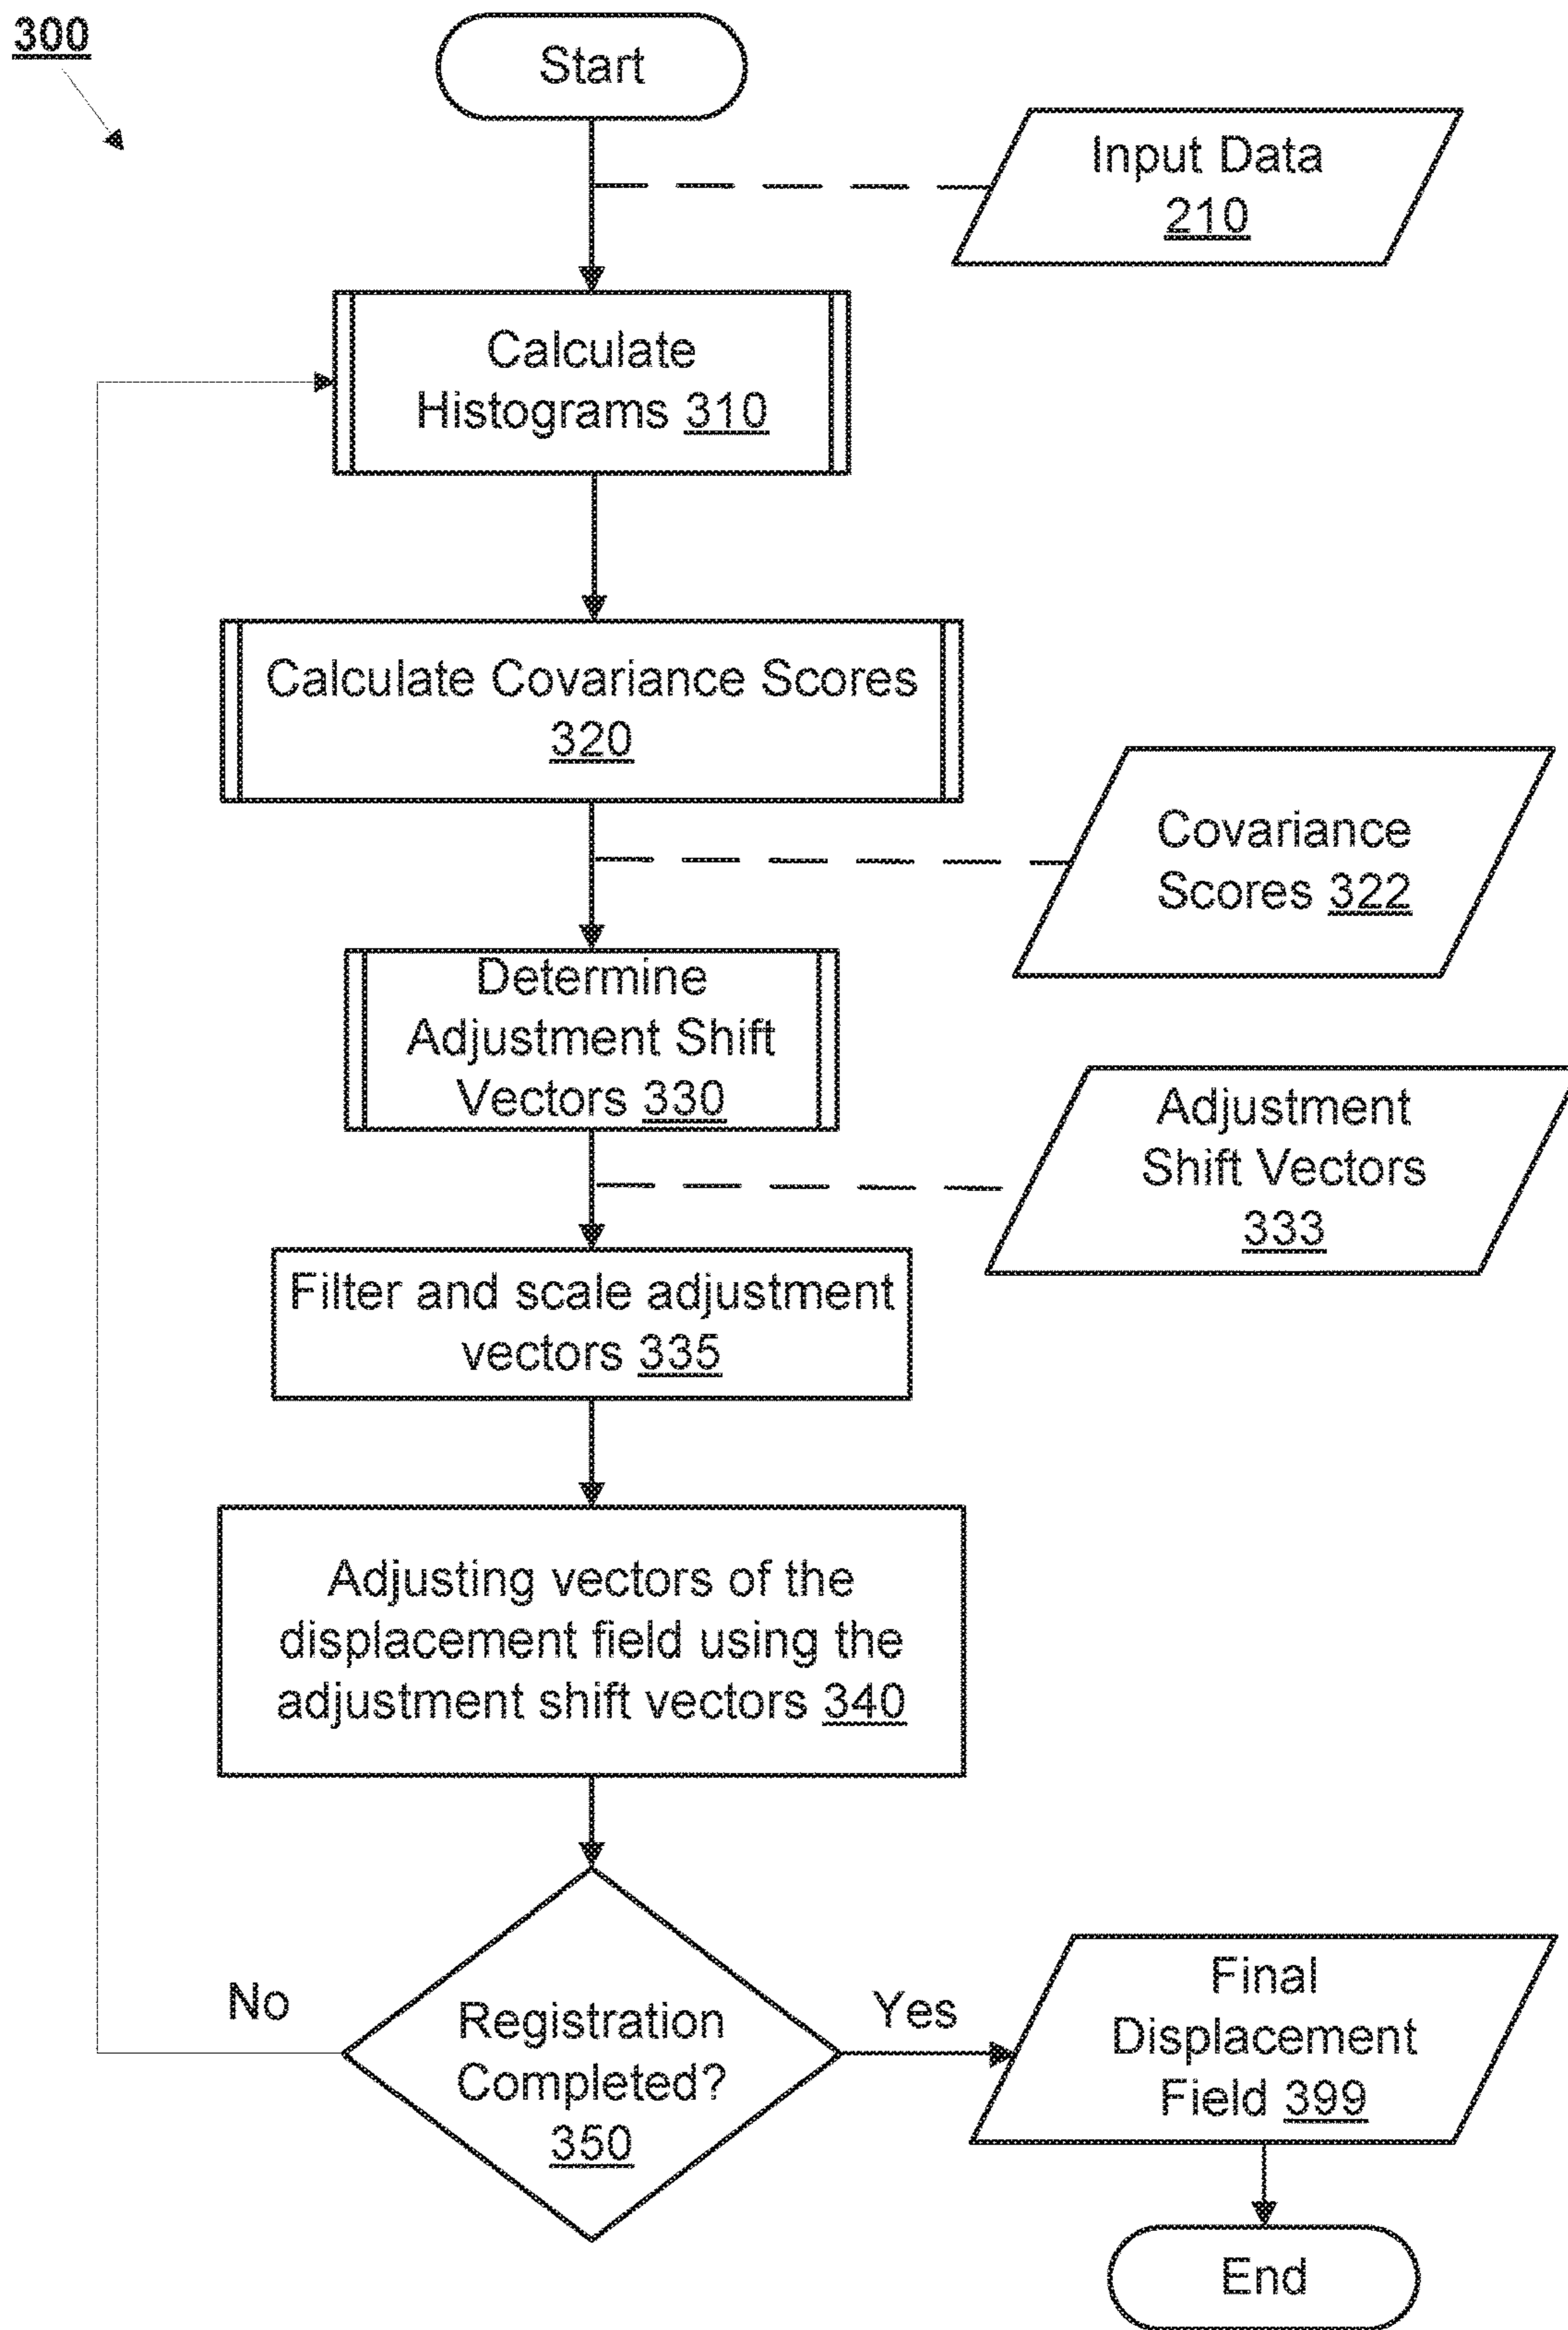 300
Start
Input Data
210
Calculate
Histograms 310
Calculate Covariance Scores
320
Covariance
Scores 322
Determine
Adjustment Shift
Vectors 330
Adjustment
Shift Vectors
333
Filter and scale adjustment
vectors 335
Adjusting vectors of the
displacement field using the
adjustment shift vectors 340
No
Registration
Completed?
350
Yes
Final
Displacement
Field 399
End